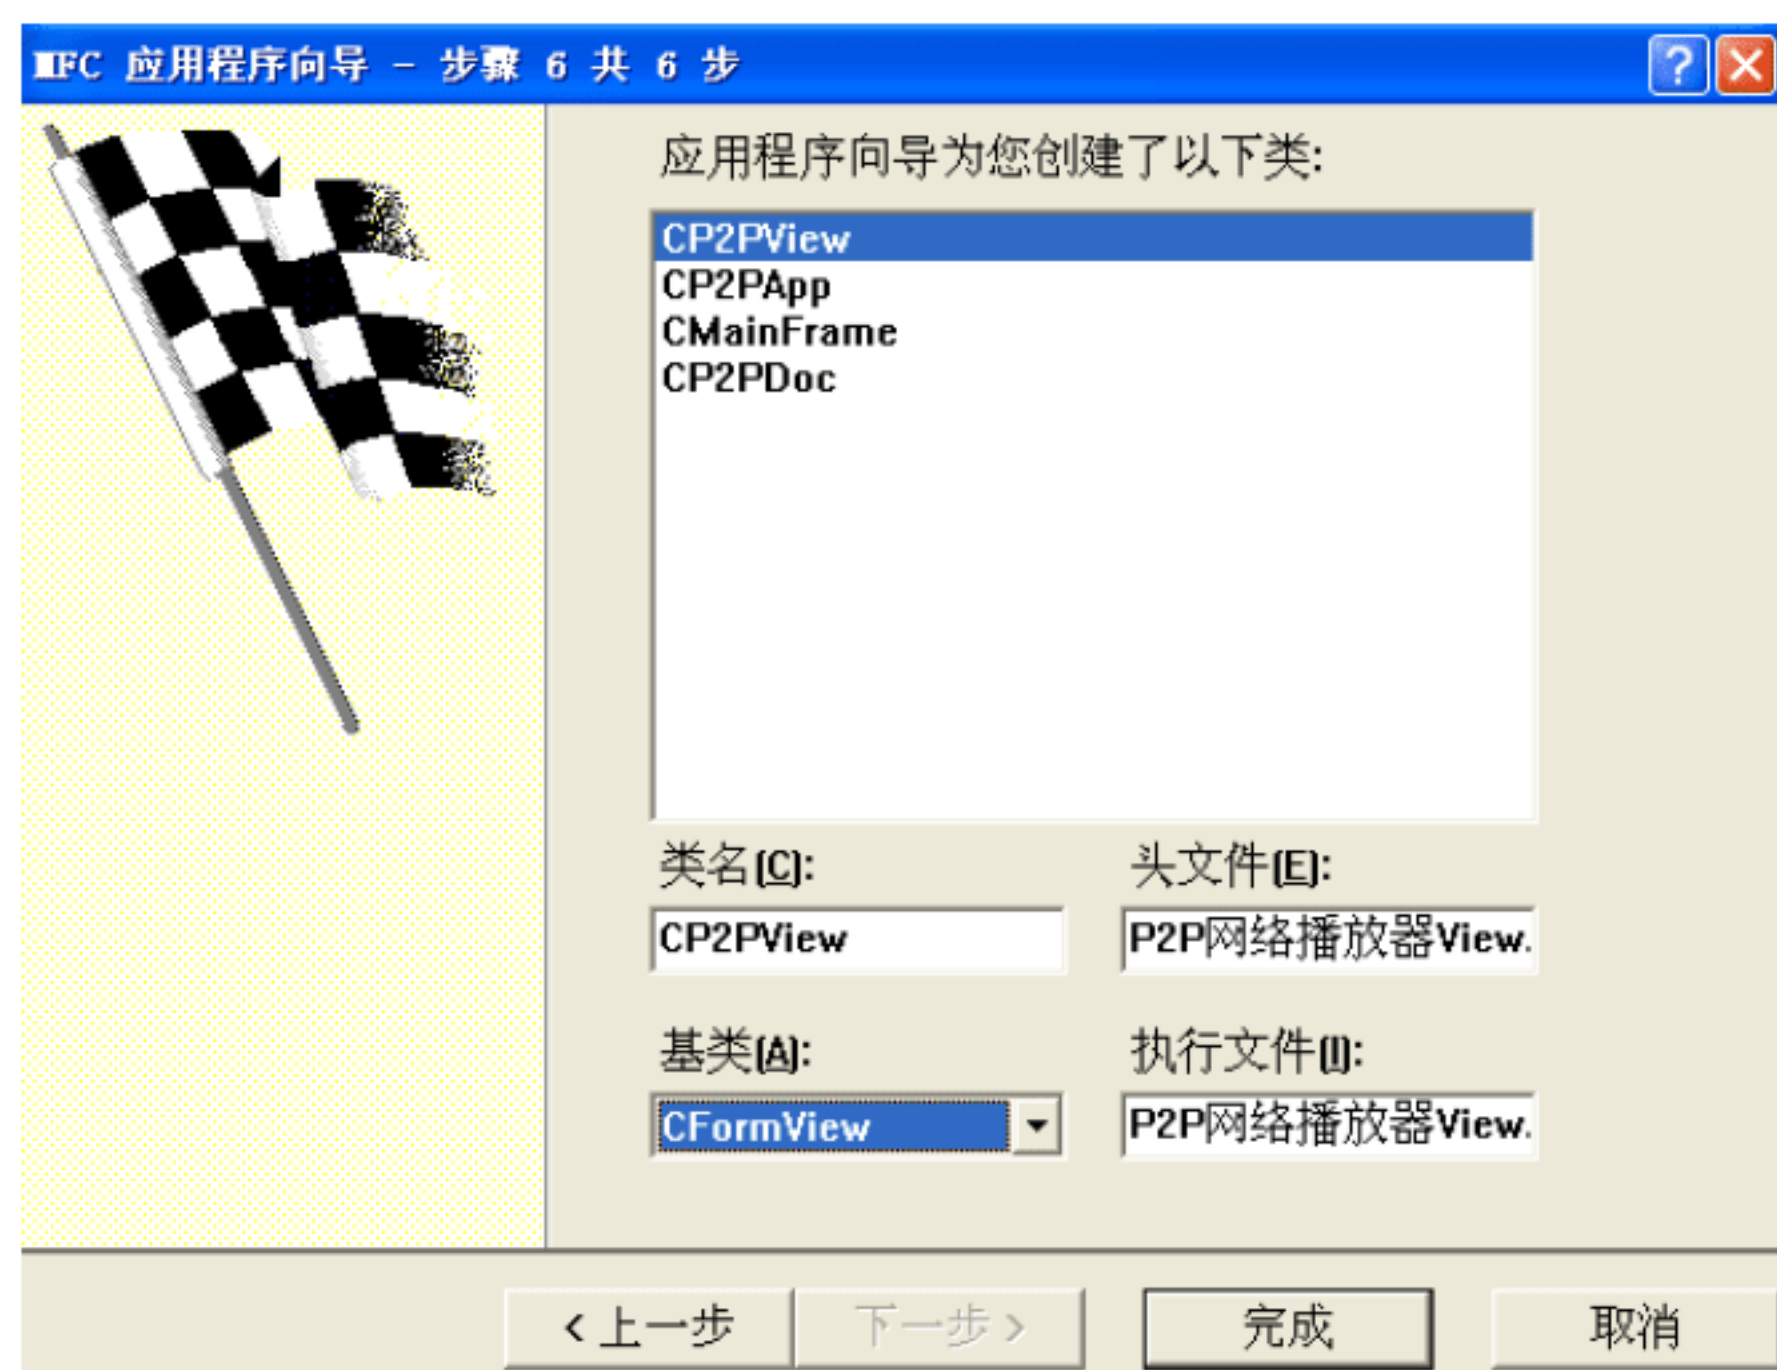 MFC 应用程序向导 - 步骤 6 共 6 步
应用程序向导为您创建了以下类:
CP2PView
CP2PApp
CMainFrame
CP2PDoc
类名(C): 头文件(E):
CP2PView P2P网络播放器View.
基类(A): 执行文件(I):
CFormView P2P网络播放器View.
<上一步 下一步> 完成 取消